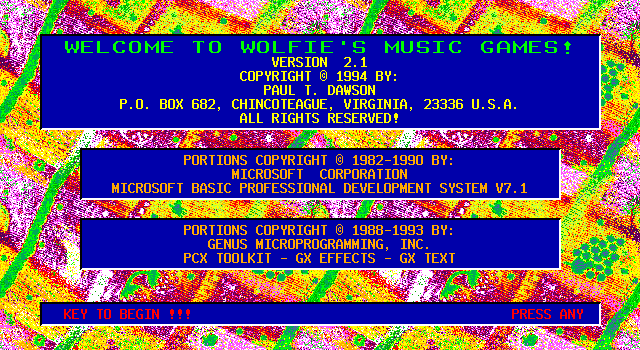 WELCOME TO WOLFIE'S MUSIC GAMES!
VERSION  2.1
COPYRIGHT @ 1994 BY:
PAUL T. DAWSON
P.O. BOX 682, CHINCOTEAGUE, VIRGINIA, 23336 U.S.A.
ALL RIGHTS RESERVED!
PORTIONS COPYRIGHT @ 1982-1990 BY:
MICROSOFT  CORPORATION
MICROSOFT BASIC PROFESSIONAL DEVELOPMENT SYSTEM V7.1
PORTIONS COPYRIGHT @ 1988-1993 BY:
GENUS MICROPROGRAMMING, INC.
PCX TOOLKIT - GX EFFECTS - GX TEXT
KEY TO BEGIN !!! PRESS ANY